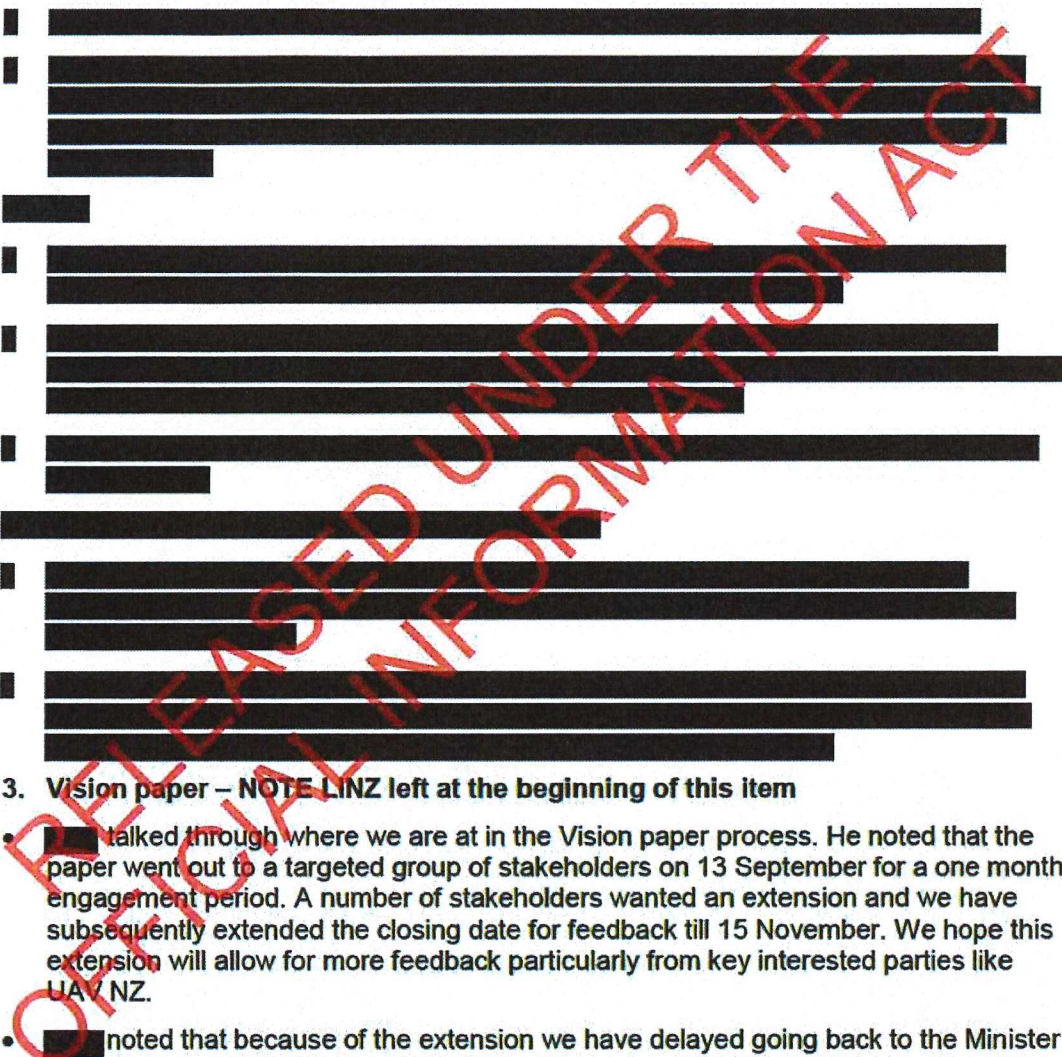 RELEASED UNDER THE
OFFICIAL INFORMATION ACT
3. Vision paper – NOTE LINZ left at the beginning of this item
• talked through where we are at in the Vision paper process. He noted that the
paper went out to a targeted group of stakeholders on 13 September for a one month
engagement period. A number of stakeholders wanted an extension and we have
subsequently extended the closing date for feedback till 15 November. We hope this
extension will allow for more feedback particularly from key interested parties like
UAV NZ.
• noted that because of the extension we have delayed going back to the Minister